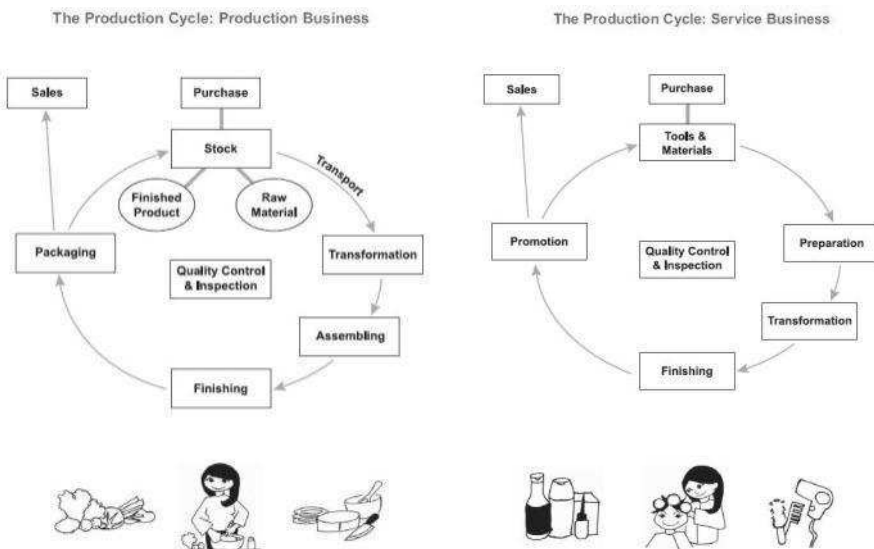 The Production Cycle: Production Business
Sales
Purchase
Stock
Transport
Finished
Product
Raw
Material
Packaging
Quality Control
& Inspection
Transformation
Assembling
Finishing
The Production Cycle: Service Business
Sales
Purchase
Tools &
Materials
Promotion
Quality Control
& Inspection
Preparation
Transformation
Finishing